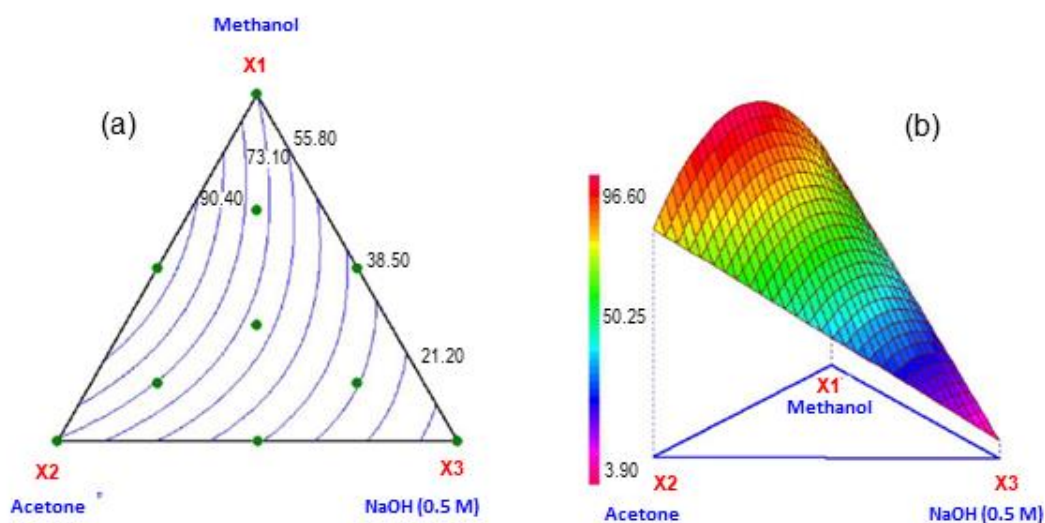 Methanol
X1
(a)
55.80
73.10
90.40
38.50
21.20
X2
X3
Acetone
NaOH (0.5 M)
(b)
96.60
50.25
3.90
X1
Methanol
X2
X3
Acetone
NaOH (0.5 M)